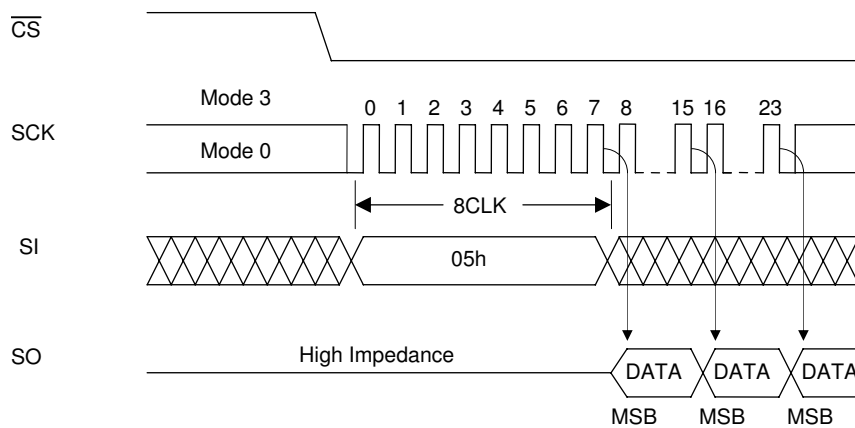 CS
Mode 3
0 1 2 3 4 5 6 7 8 15 16 23
SCK
Mode 0
8CLK
SI
05h
SO
High Impedance
DATA DATA DATA
MSB MSB MSB